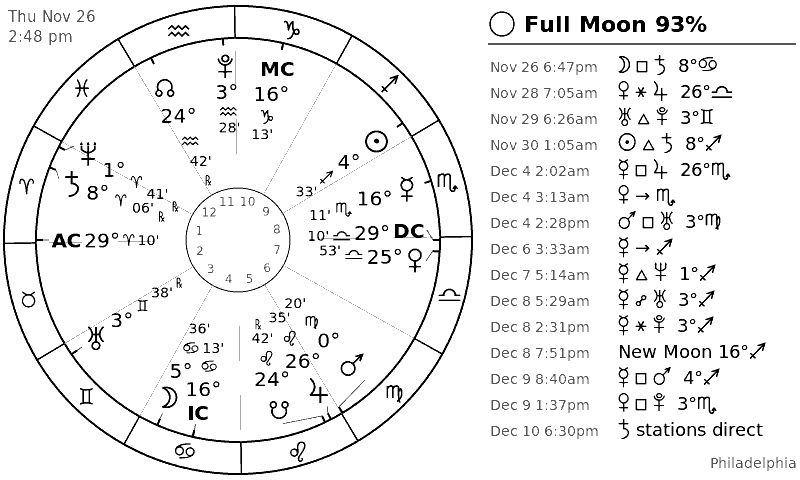 Thu Nov 26
2:48 pm
♒
♑
♓
♐
♈
♏
♉
♎
♊
♍
♋
♌
♇ 3° ♒ 28'
MC 16° ♑ 13'
☊ 24° ♒ 42' ℞
☉ 4° ♐ 33'
♆ 1° ♈ 41' ℞
♄ 8° ♈ 06' ℞
☿ 16° ♏ 11'
AC 29° ♈ 10'
DC 29° ♎ 10'
♀ 25° ♎ 53'
♅ 3° ♊ 38' ℞
☽ 5° ♋ 36'
IC 16° ♋ 13'
☋ 24° ♌ 42' ℞
♃ 26° ♌ 35'
♂ 0° ♍ 20'
1
2
3
4
5
6
7
8
9
10
11
12
Full Moon 93%
Nov 26 6:47pm ☽ □ ♄ 8°♋
Nov 28 7:05am ♀ ⚹ ♃ 26°♎
Nov 29 6:26am ♅ △ ♇ 3°♊
Nov 30 1:05am ☉ △ ♄ 8°♐
Dec 4 2:02am ☿ □ ♃ 26°♏
Dec 4 3:13am ♀ → ♏
Dec 4 2:28pm ♂ □ ♅ 3°♍
Dec 6 3:33am ☿ → ♐
Dec 7 5:14am ☿ △ ♆ 1°♐
Dec 8 5:29am ☿ ☍ ♅ 3°♐
Dec 8 2:31pm ☿ ⚹ ♇ 3°♐
Dec 8 7:51pm New Moon 16°♐
Dec 9 8:40am ☿ □ ♂ 4°♐
Dec 9 1:37pm ♀ □ ♇ 3°♏
Dec 10 6:30pm ♄ stations direct
Philadelphia